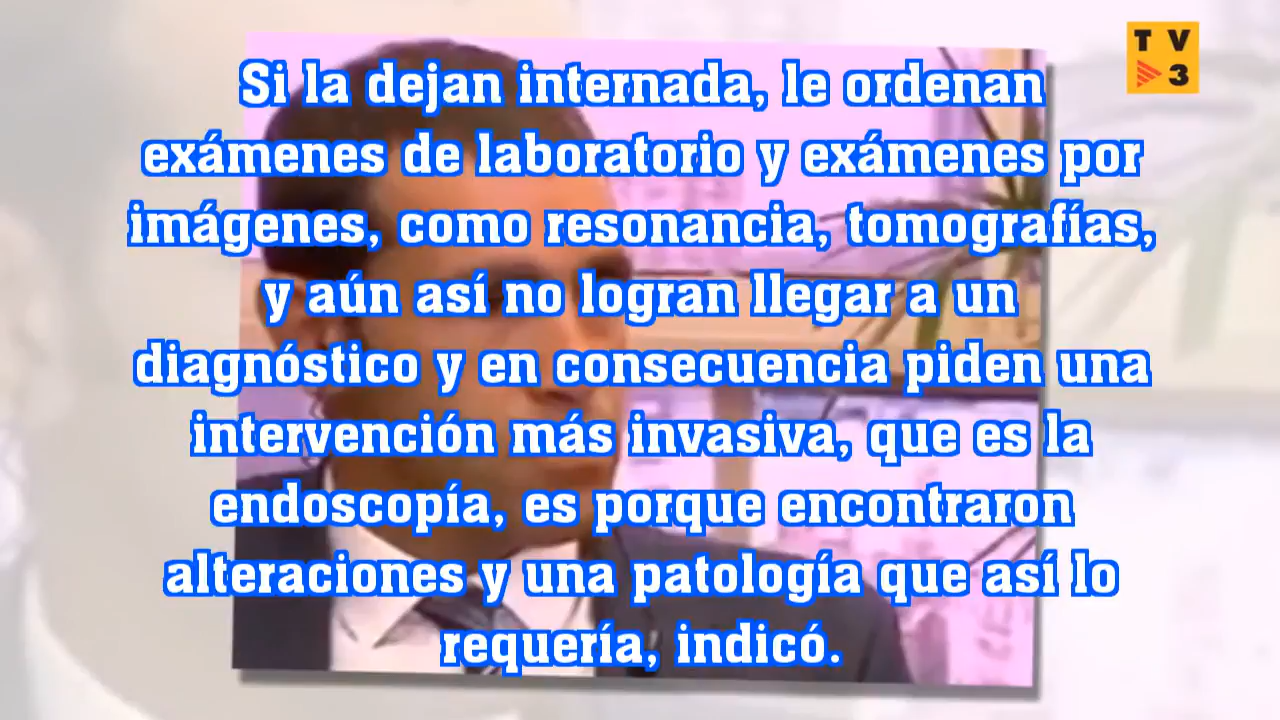 TV
3
Si la dejan internada, le ordenan
exámenes de laboratorio y exámenes por
imágenes, como resonancia, tomografías,
y aún así no logran llegar a un
diagnóstico y en consecuencia piden una
intervención más invasiva, que es la
endoscopía, es porque encontraron
alteraciones y una patología que así lo
requería, indicó.